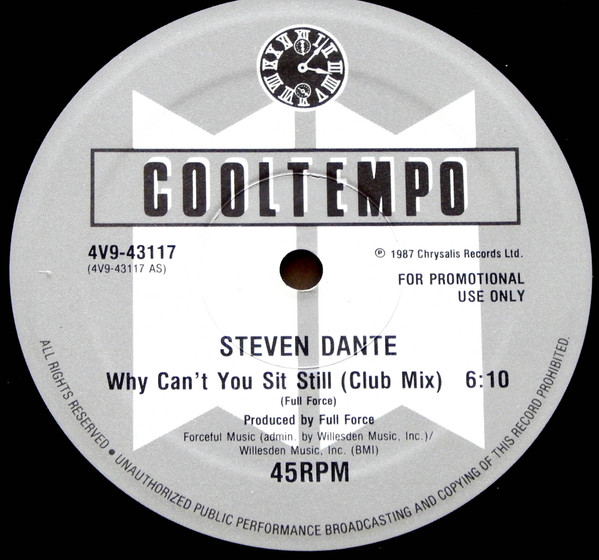 COOLTEMPO
4V9-43117
(4V9-43117 AS)
℗ 1987 Chrysalis Records Ltd.
FOR PROMOTIONAL
USE ONLY
STEVEN DANTE
Why Can't You Sit Still (Club Mix) 6:10
(Full Force)
Produced by Full Force
Forceful Music (admin. by Willesden Music, Inc.)/
Willesden Music, Inc. (BMI)
45RPM
ALL RIGHTS RESERVED • UNAUTHORIZED PUBLIC PERFORMANCE BROADCASTING AND COPYING OF THIS RECORD PROHIBITED.